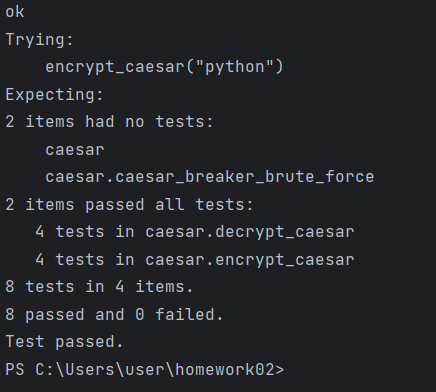 ok
Trying:
    encrypt_caesar("python")
Expecting:
2 items had no tests:
    caesar
    caesar.caesar_breaker_brute_force
2 items passed all tests:
   4 tests in caesar.decrypt_caesar
   4 tests in caesar.encrypt_caesar
8 tests in 4 items.
8 passed and 0 failed.
Test passed.
PS C:\Users\user\homework02>